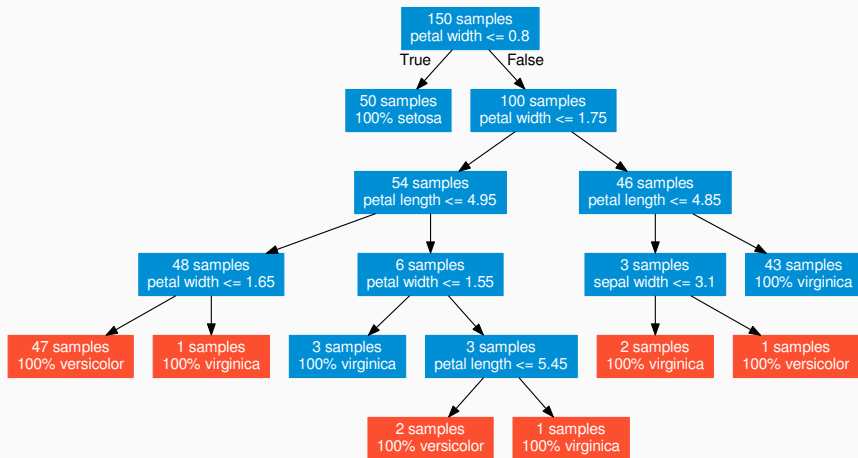 150 samples
petal width <= 0.8
True
False
50 samples
100% setosa
100 samples
petal width <= 1.75
54 samples
petal length <= 4.95
46 samples
petal length <= 4.85
48 samples
petal width <= 1.65
6 samples
petal width <= 1.55
3 samples
sepal width <= 3.1
43 samples
100% virginica
47 samples
100% versicolor
1 samples
100% virginica
3 samples
100% virginica
3 samples
petal length <= 5.45
2 samples
100% virginica
1 samples
100% versicolor
2 samples
100% versicolor
1 samples
100% virginica